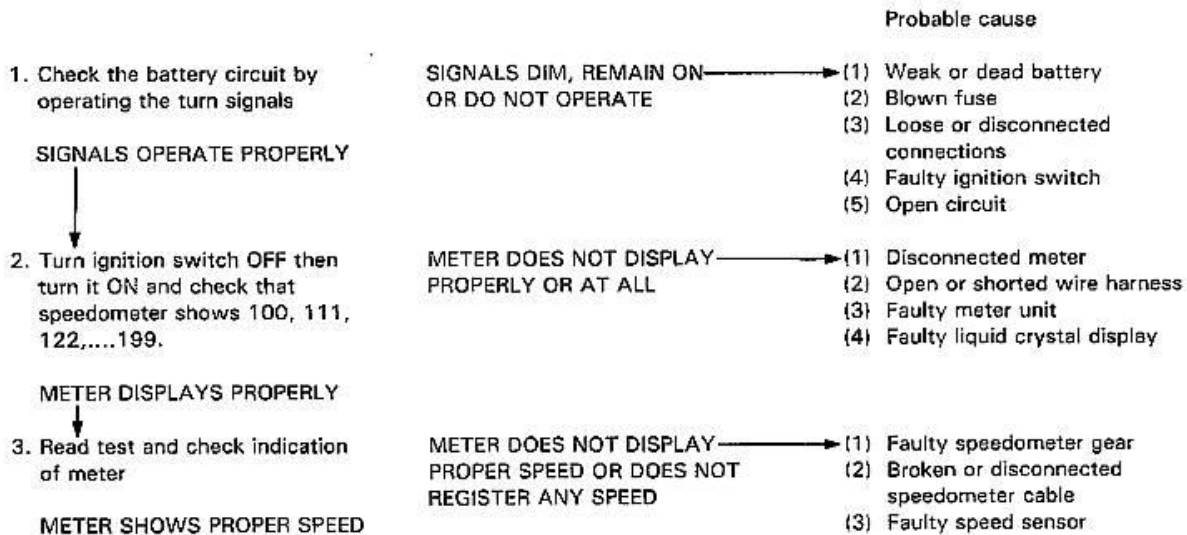 Probable cause
1. Check the battery circuit by
operating the turn signals
SIGNALS OPERATE PROPERLY
SIGNALS DIM, REMAIN ON
OR DO NOT OPERATE
(1) Weak or dead battery
(2) Blown fuse
(3) Loose or disconnected
connections
(4) Faulty ignition switch
(5) Open circuit
2. Turn ignition switch OFF then
turn it ON and check that
speedometer shows 100, 111,
122,....199.
METER DISPLAYS PROPERLY
METER DOES NOT DISPLAY
PROPERLY OR AT ALL
(1) Disconnected meter
(2) Open or shorted wire harness
(3) Faulty meter unit
(4) Faulty liquid crystal display
3. Read test and check indication
of meter
METER SHOWS PROPER SPEED
METER DOES NOT DISPLAY
PROPER SPEED OR DOES NOT
REGISTER ANY SPEED
(1) Faulty speedometer gear
(2) Broken or disconnected
speedometer cable
(3) Faulty speed sensor